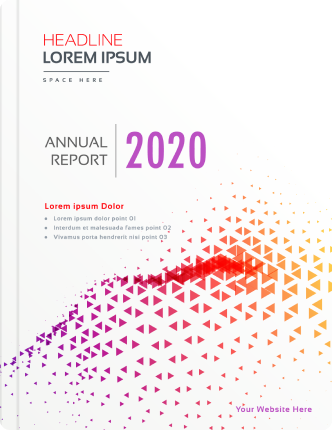 HEADLINE
LOREM IPSUM
SPACE HERE
ANNUAL
REPORT
2020
Lorem ipsum Dolor
• Lorem ipsum dolor point 01
• Interdum et malesuada fames point 02
• Vivamus porta hendrerit nisi point 03
Your Website Here